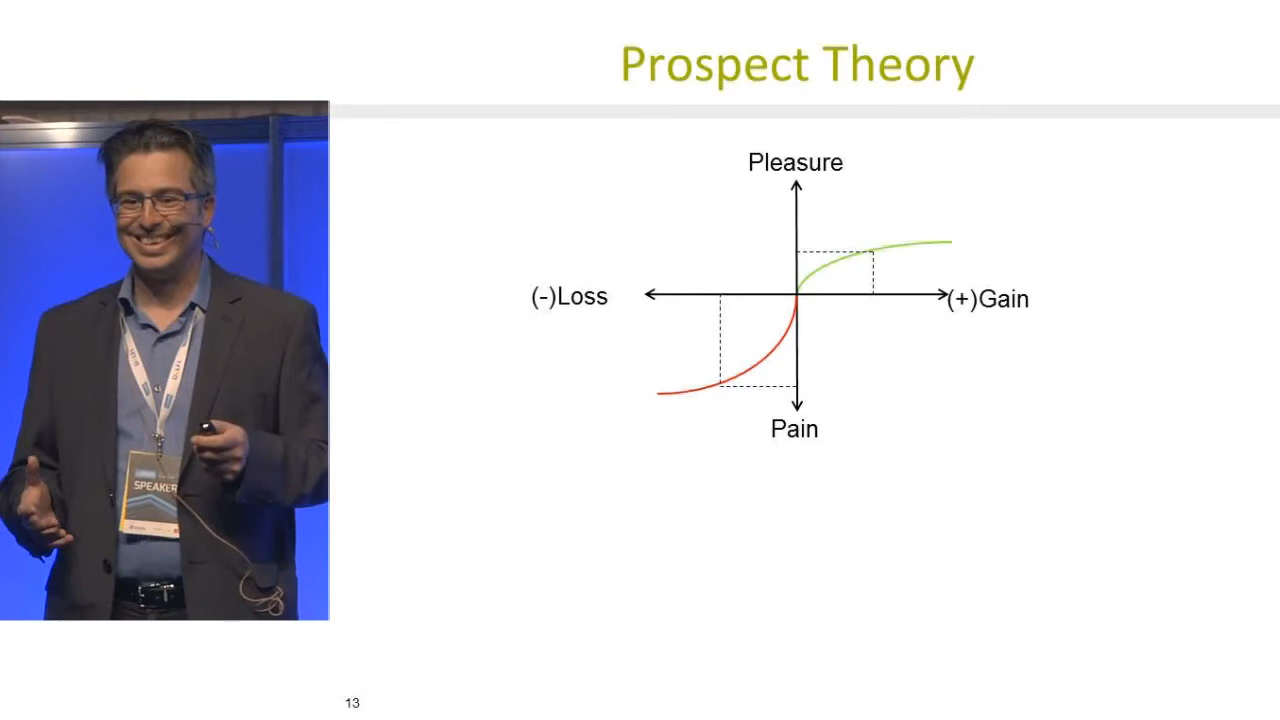 Prospect Theory
Pleasure
(-)Loss
(+)Gain
Pain
SPEAKER
13